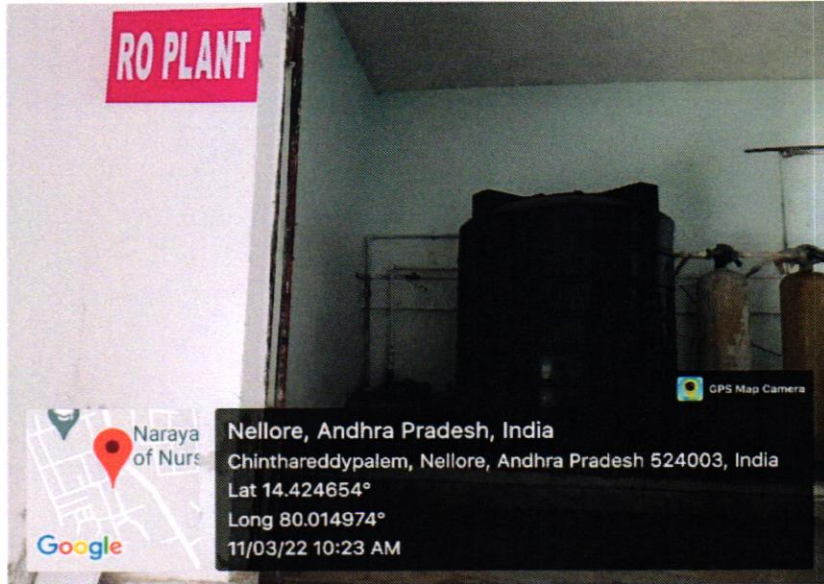 RO PLANT
GPS Map Camera
Naraya
of Nurs
Google
Nellore, Andhra Pradesh, India
Chinthareddypalem, Nellore, Andhra Pradesh 524003, India
Lat 14.424654°
Long 80.014974°
11/03/22 10:23 AM